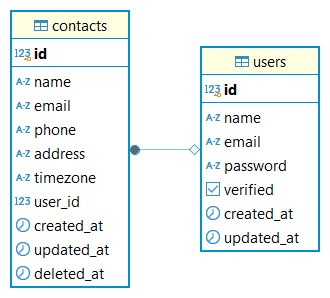 contacts
123 id
A-Z name
A-Z email
A-Z phone
A-Z address
A-Z timezone
123 user_id
created_at
updated_at
deleted_at
users
123 id
A-Z name
A-Z email
A-Z password
verified
created_at
updated_at